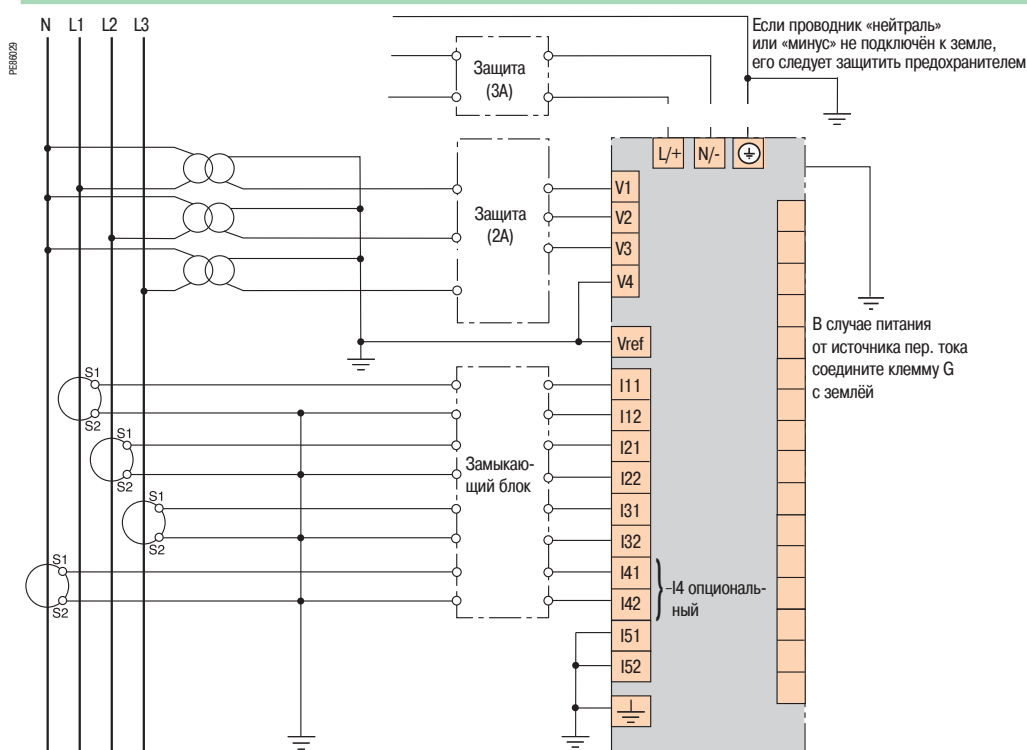 N L1 L2 L3
PE86029
Если проводник «нейтраль»
или «минус» не подключён к земле,
его следует защитить предохранителем
Защита
(3А)
L/+ N/-
Защита
(2А)
V1
V2
V3
V4
Vref
В случае питания
от источника пер. тока
соедините клемму G
с землёй
S1
S2
S1
S2
S1
S2
S1
S2
Замыкаю-
щий блок
I11
I12
I21
I22
I31
I32
I41
I42
I51
I52
I4 опциональ-
ный